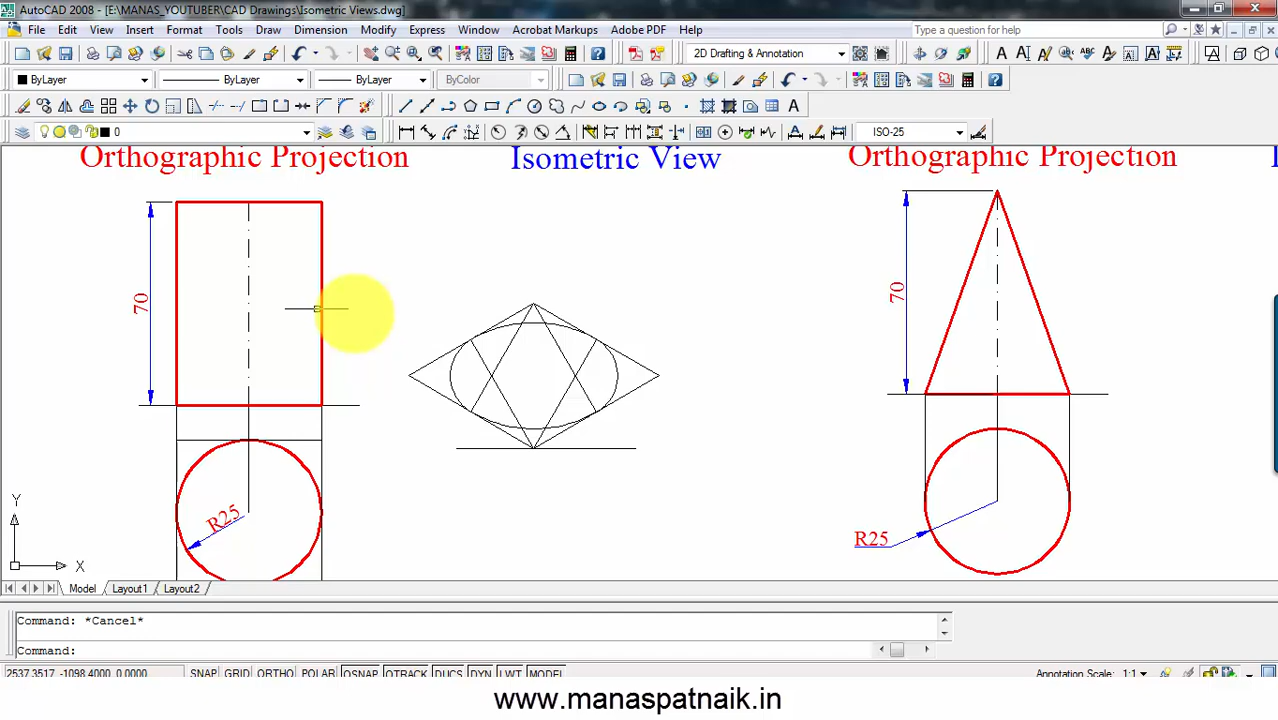 AutoCAD 2008 - [E:\MANAS_YOUTUBER\CAD Drawings\Isometric Views.dwg]
File Edit View Insert Format Tools Draw Dimension Modify Express Window Acrobat Markups Adobe PDF Help
Type a question for help
2D Drafting & Annotation
ByLayer ByLayer ByLayer ByColor
0 ISO-25
Orthographic Projection Isometric View Orthographic Projection
70
70
R25
R25
Y
X
Model Layout1 Layout2
Command: *Cancel*
Command:
2537.3517, -1098.4000, 0.0000 SNAP GRID ORTHO POLAR OSNAP OTRACK DUCS DYN LWT MODEL Annotation Scale: 1:1
www.manaspatnaik.in